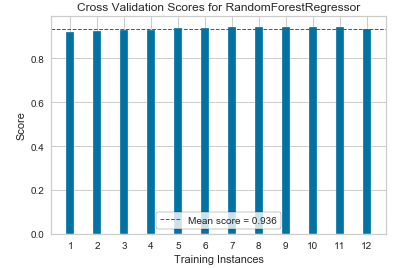 Cross Validation Scores for RandomForestRegressor
0.8
0.6
0.4
0.2
0.0
Score
Mean score = 0.936
1 2 3 4 5 6 7 8 9 10 11 12
Training Instances